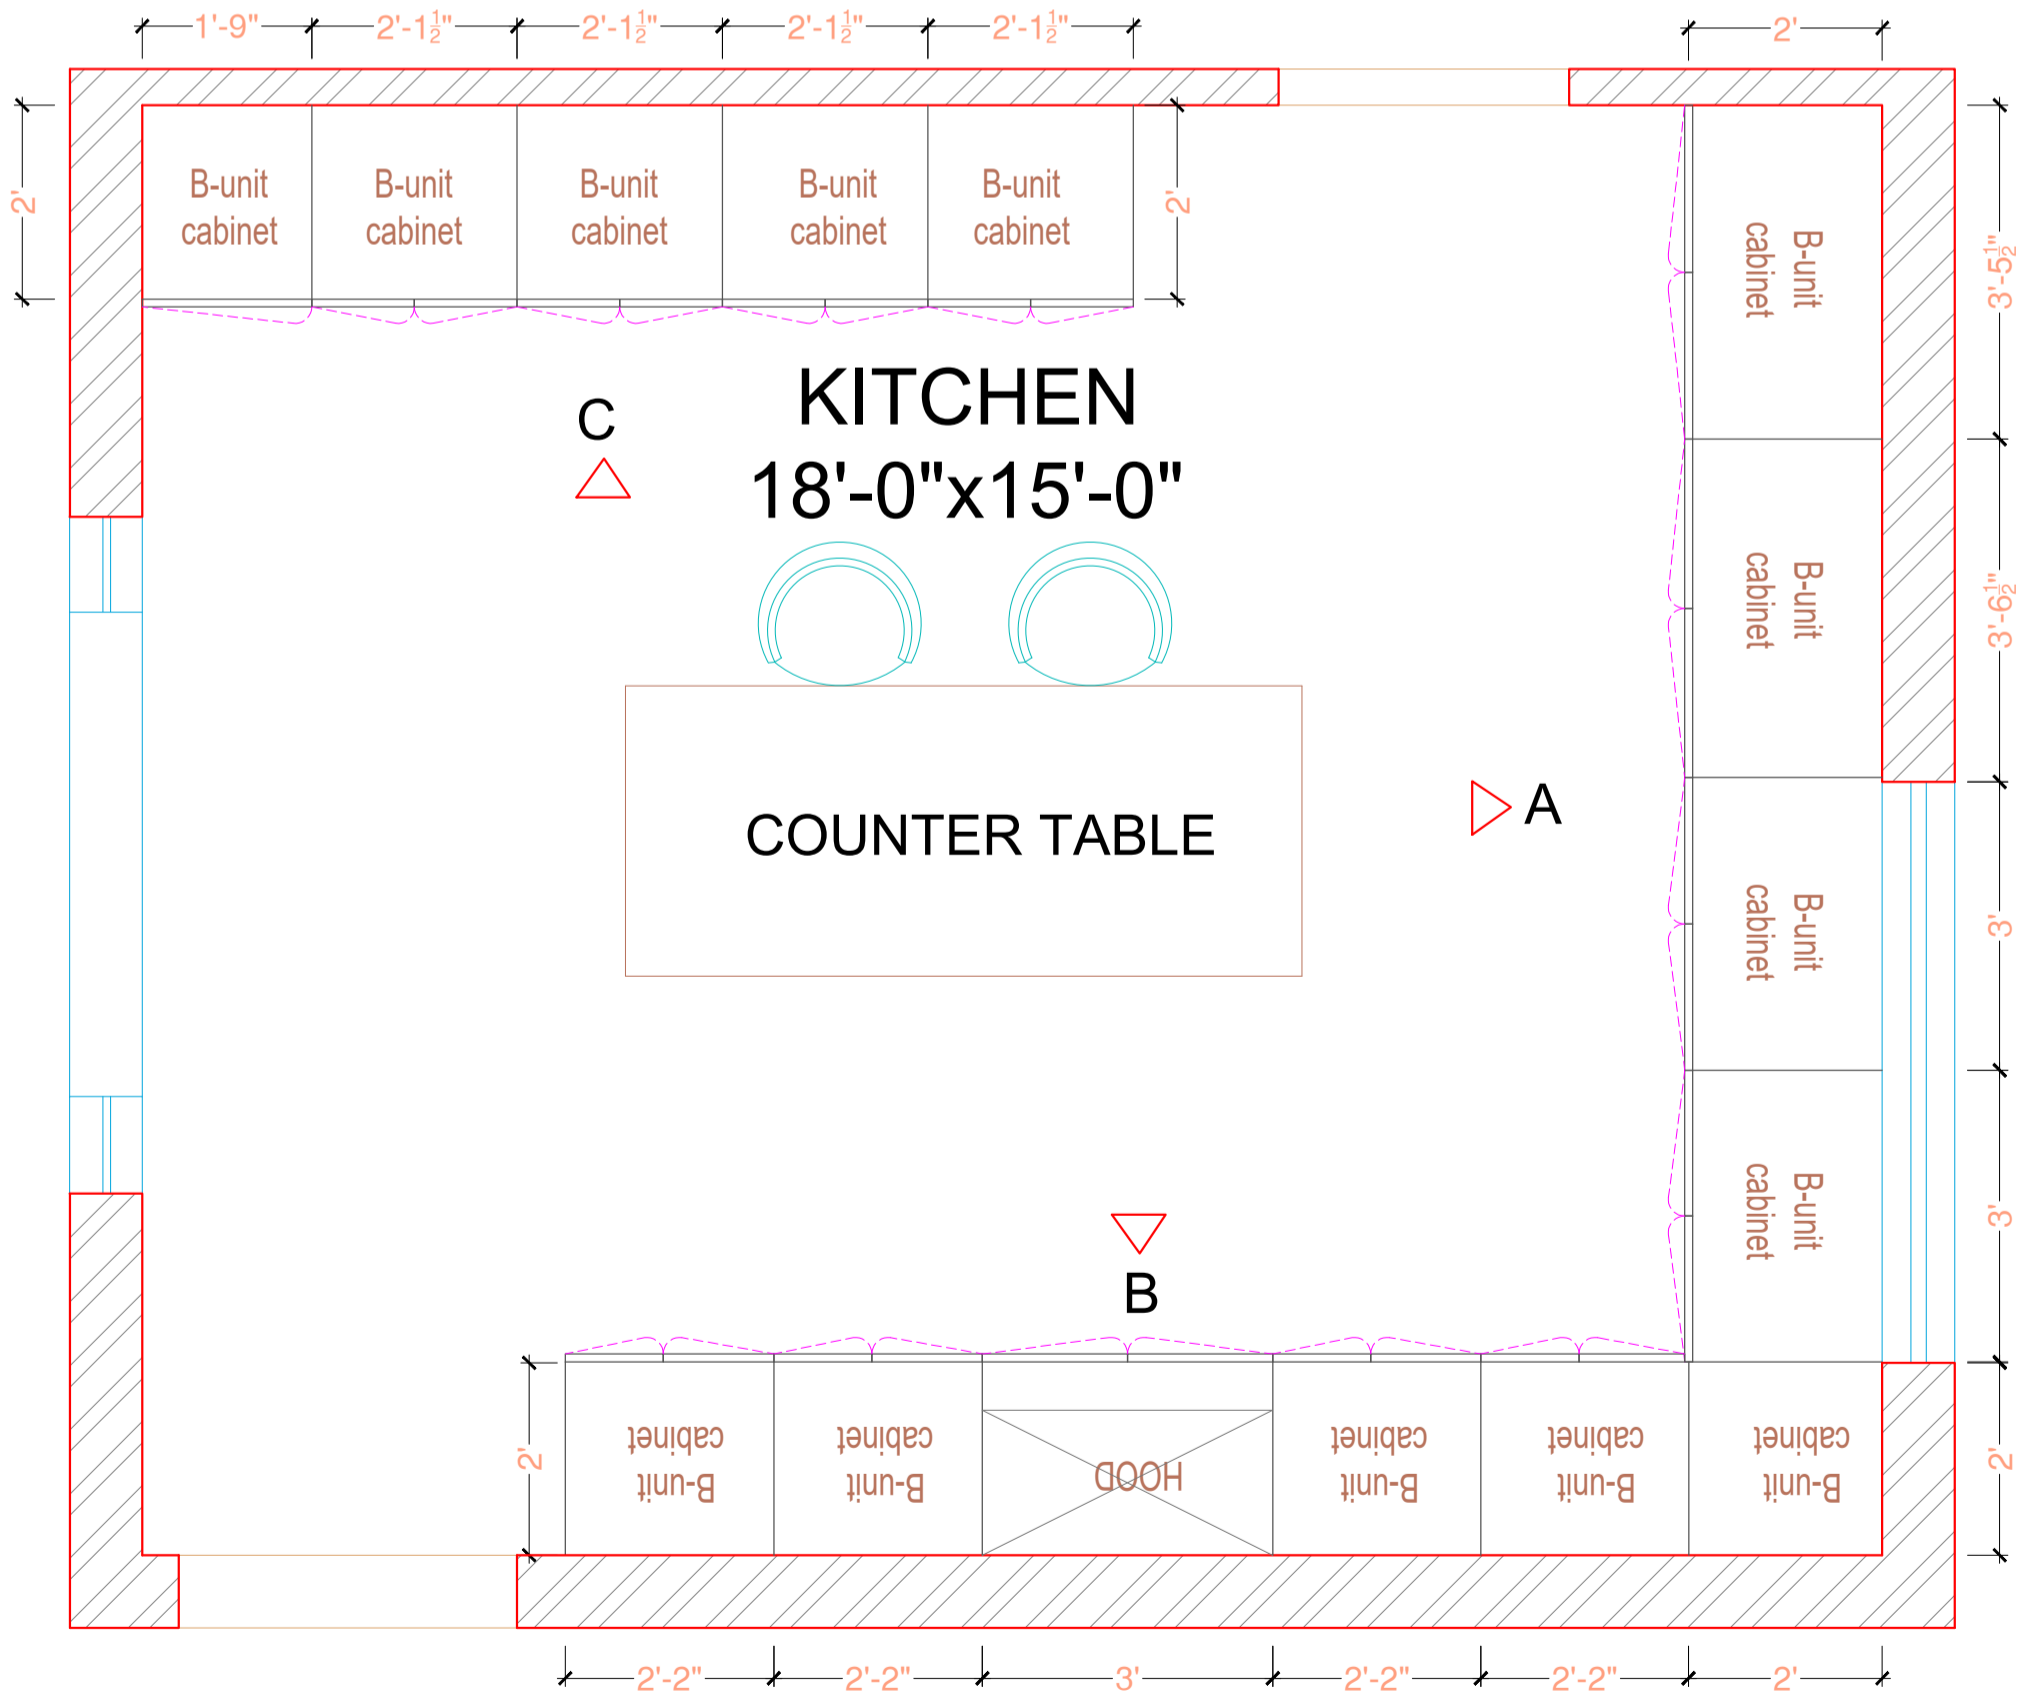 1'-9" 2'-1½" 2'-1½" 2'-1½" 2'-1½" 2'
2'
B-unit
cabinet
B-unit
cabinet
B-unit
cabinet
B-unit
cabinet
B-unit
cabinet
2'
B-unit
cabinet
3'-5½"
C
KITCHEN
18'-0"x15'-0"
B-unit
cabinet
3'-6½"
COUNTER TABLE
A
B-unit
cabinet
3'
B-unit
cabinet
3'
B
2'
B-unit
cabinet
B-unit
cabinet
HOOD
B-unit
cabinet
B-unit
cabinet
B-unit
cabinet
2'
2'-2" 2'-2" 3' 2'-2" 2'-2" 2'